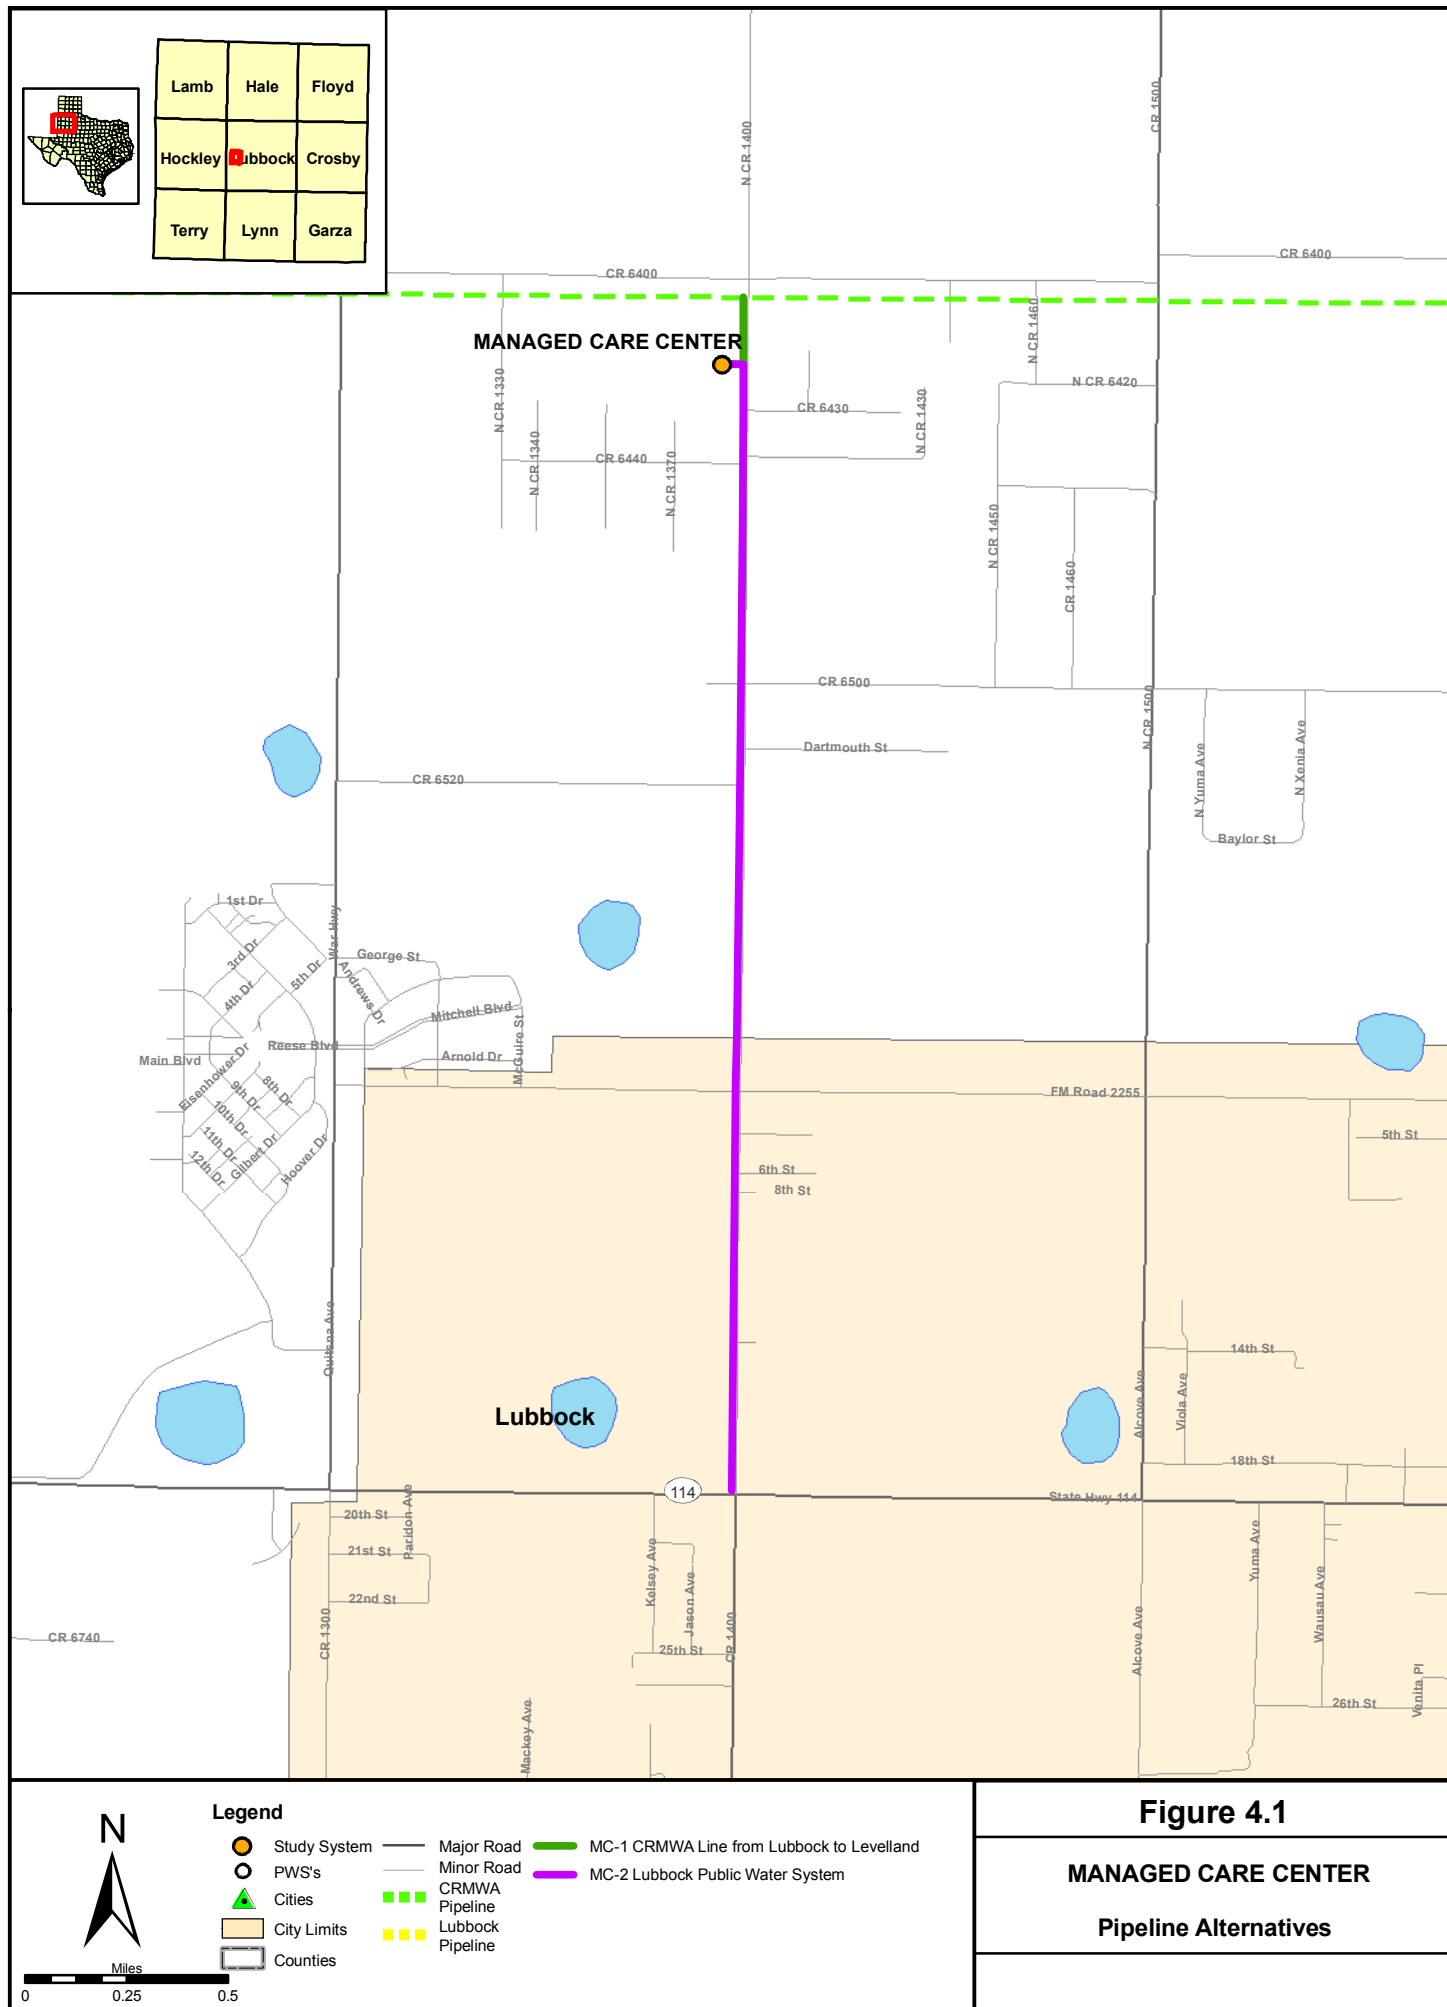 Lamb
Hale
Floyd
Hockley
ubbock
Crosby
Terry
Lynn
Garza
N CR 1400
CR 1500
CR 6400
CR 6400
MANAGED CARE CENTER
N CR 1330
N CR 1460
N CR 6420
CR 6430
N CR 1430
N CR 1340
CR 6440
N CR 1370
N CR 1450
CR 1460
CR 6500
N CR 1500
Dartmouth St
CR 6520
N Yuma Ave
N Xenia Ave
Baylor St
1st Dr
War Hwy
3rd Dr
George St
5th Dr
Andrews Dr
4th Dr
Mitchell Blvd
Reese Blvd
McGuire St
Main Blvd
Eisenhower Dr
Arnold Dr
8th Dr
9th Dr
10th Dr
11th Dr
12th Dr
Gilbert Dr
Hoover Dr
FM Road 2255
5th St
6th St
8th St
Quitsna Ave
14th St
Alcove Ave
Viola Ave
Lubbock
18th St
114
State Hwy 114
20th St
Paridon Ave
21st St
22nd St
CR 1300
Kelsey Ave
Jason Ave
CR 1400
25th St
CR 6740
Mackey Ave
Alcove Ave
Yuma Ave
Wausau Ave
26th St
Venita Pl
N
Miles
0
0.25
0.5
Legend
Study System
PWS's
Cities
City Limits
Counties
Major Road
Minor Road
CRMWA
Pipeline
Lubbock
Pipeline
MC-1 CRMWA Line from Lubbock to Levelland
MC-2 Lubbock Public Water System
Figure 4.1
MANAGED CARE CENTER
Pipeline Alternatives